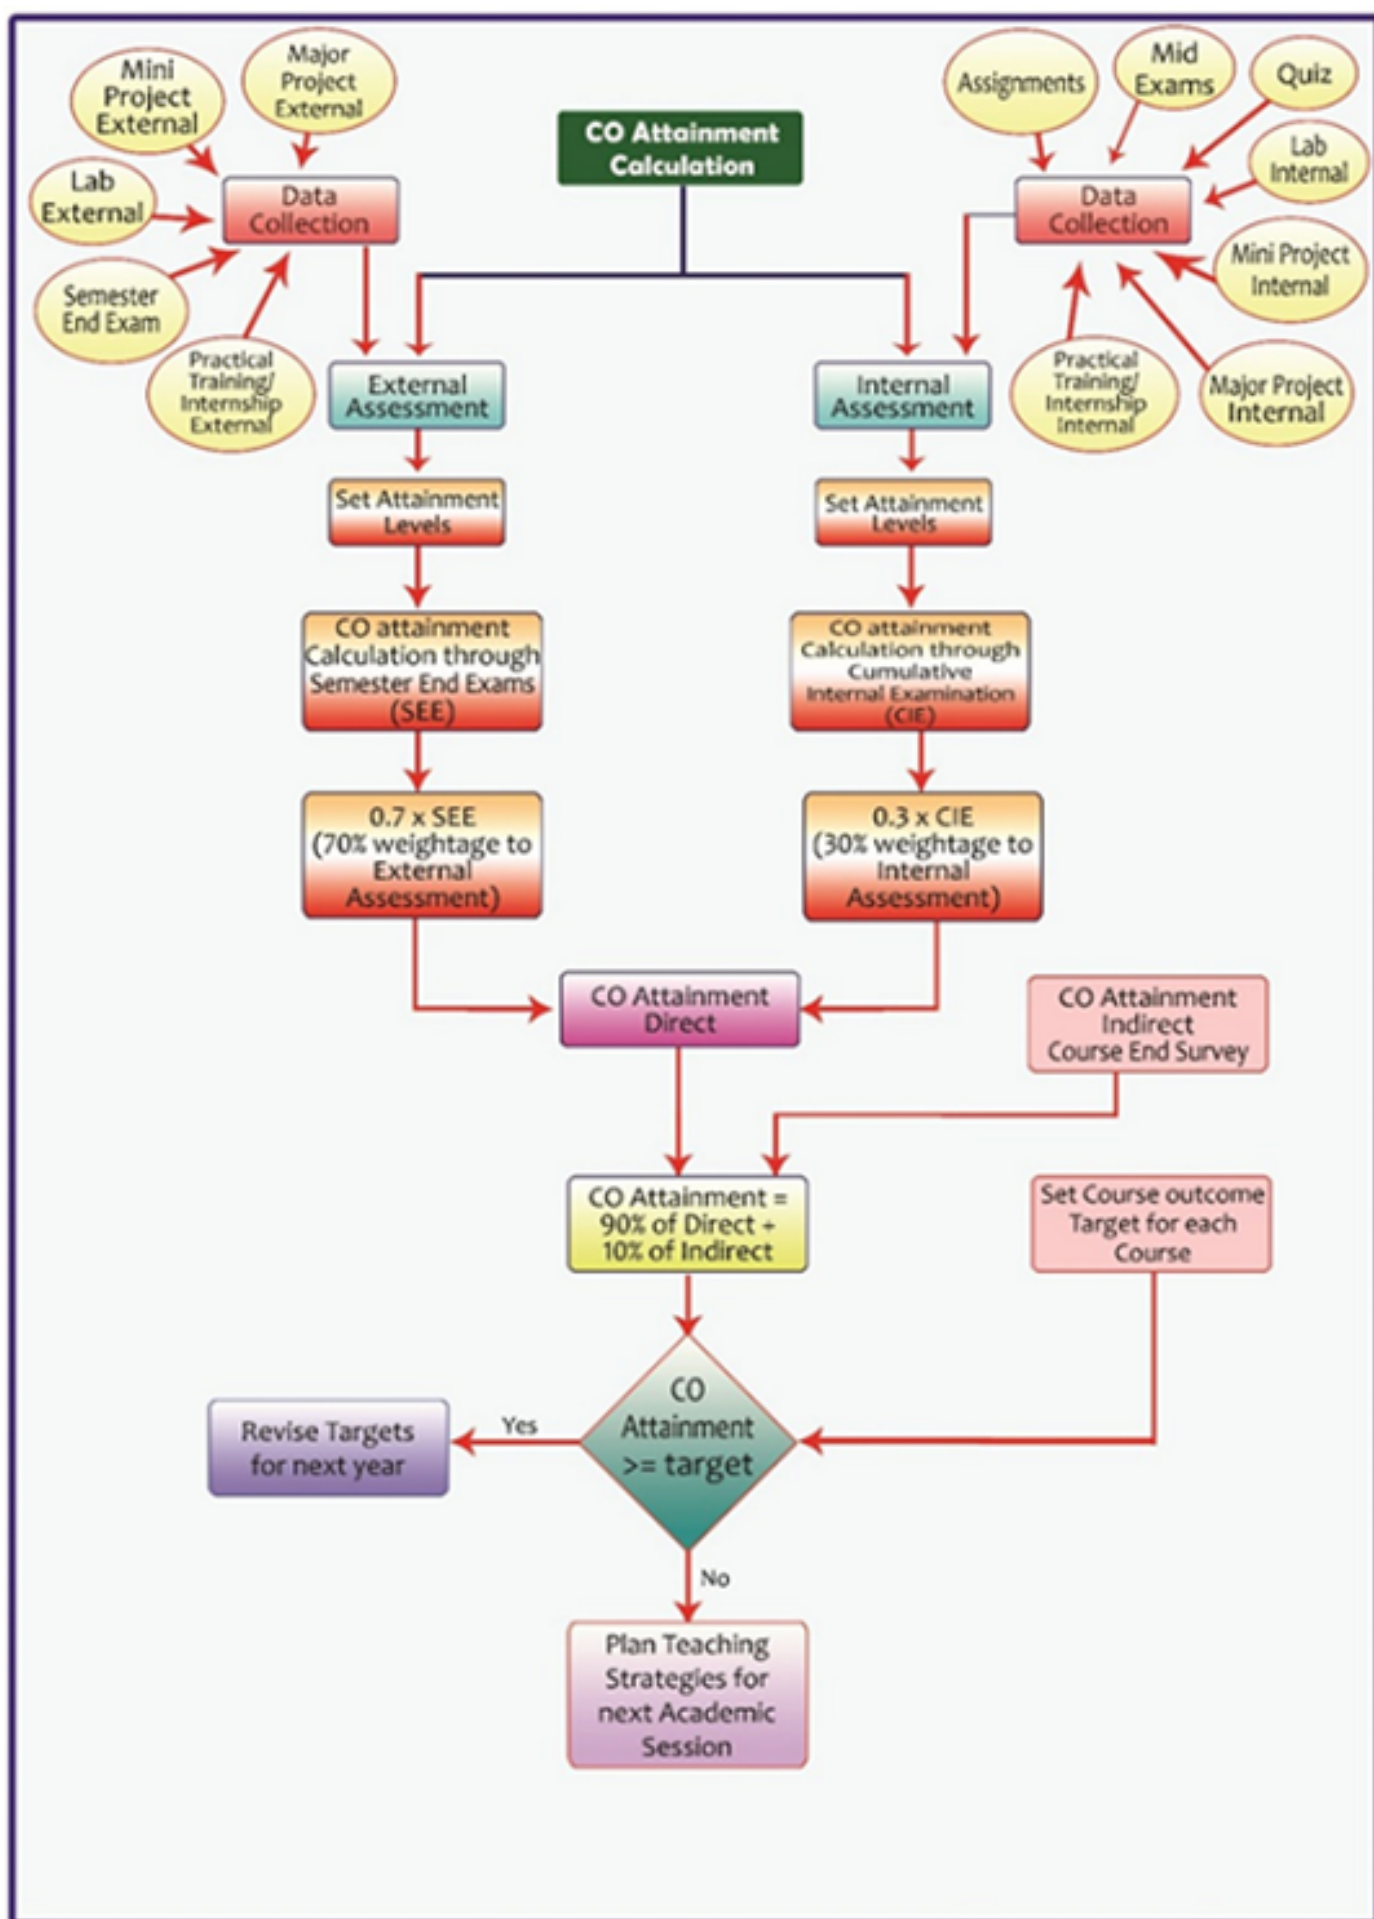 Mini
Project
External
Major
Project
External
Lab
External
Semester
End Exam
Practical
Training/
Internship
External
Data
Collection
CO Attainment
Calculation
Assignments
Mid
Exams
Quiz
Lab
Internal
Mini Project
Internal
Major Project
Internal
Practical
Training/
Internship
Internal
Data
Collection
External
Assessment
Internal
Assessment
Set Attainment
Levels
Set Attainment
Levels
CO attainment
Calculation through
Semester End Exams
(SEE)
CO attainment
Calculation through
Cumulative
Internal Examination
(CIE)
0.7 x SEE
(70% weightage to
External
Assessment)
0.3 x CIE
(30% weightage to
Internal
Assessment)
CO Attainment
Direct
CO Attainment
Indirect
Course End Survey
CO Attainment =
90% of Direct +
10% of Indirect
Set Course outcome
Target for each
Course
CO
Attainment
>= target
Yes
Revise Targets
for next year
No
Plan Teaching
Strategies for
next Academic
Session